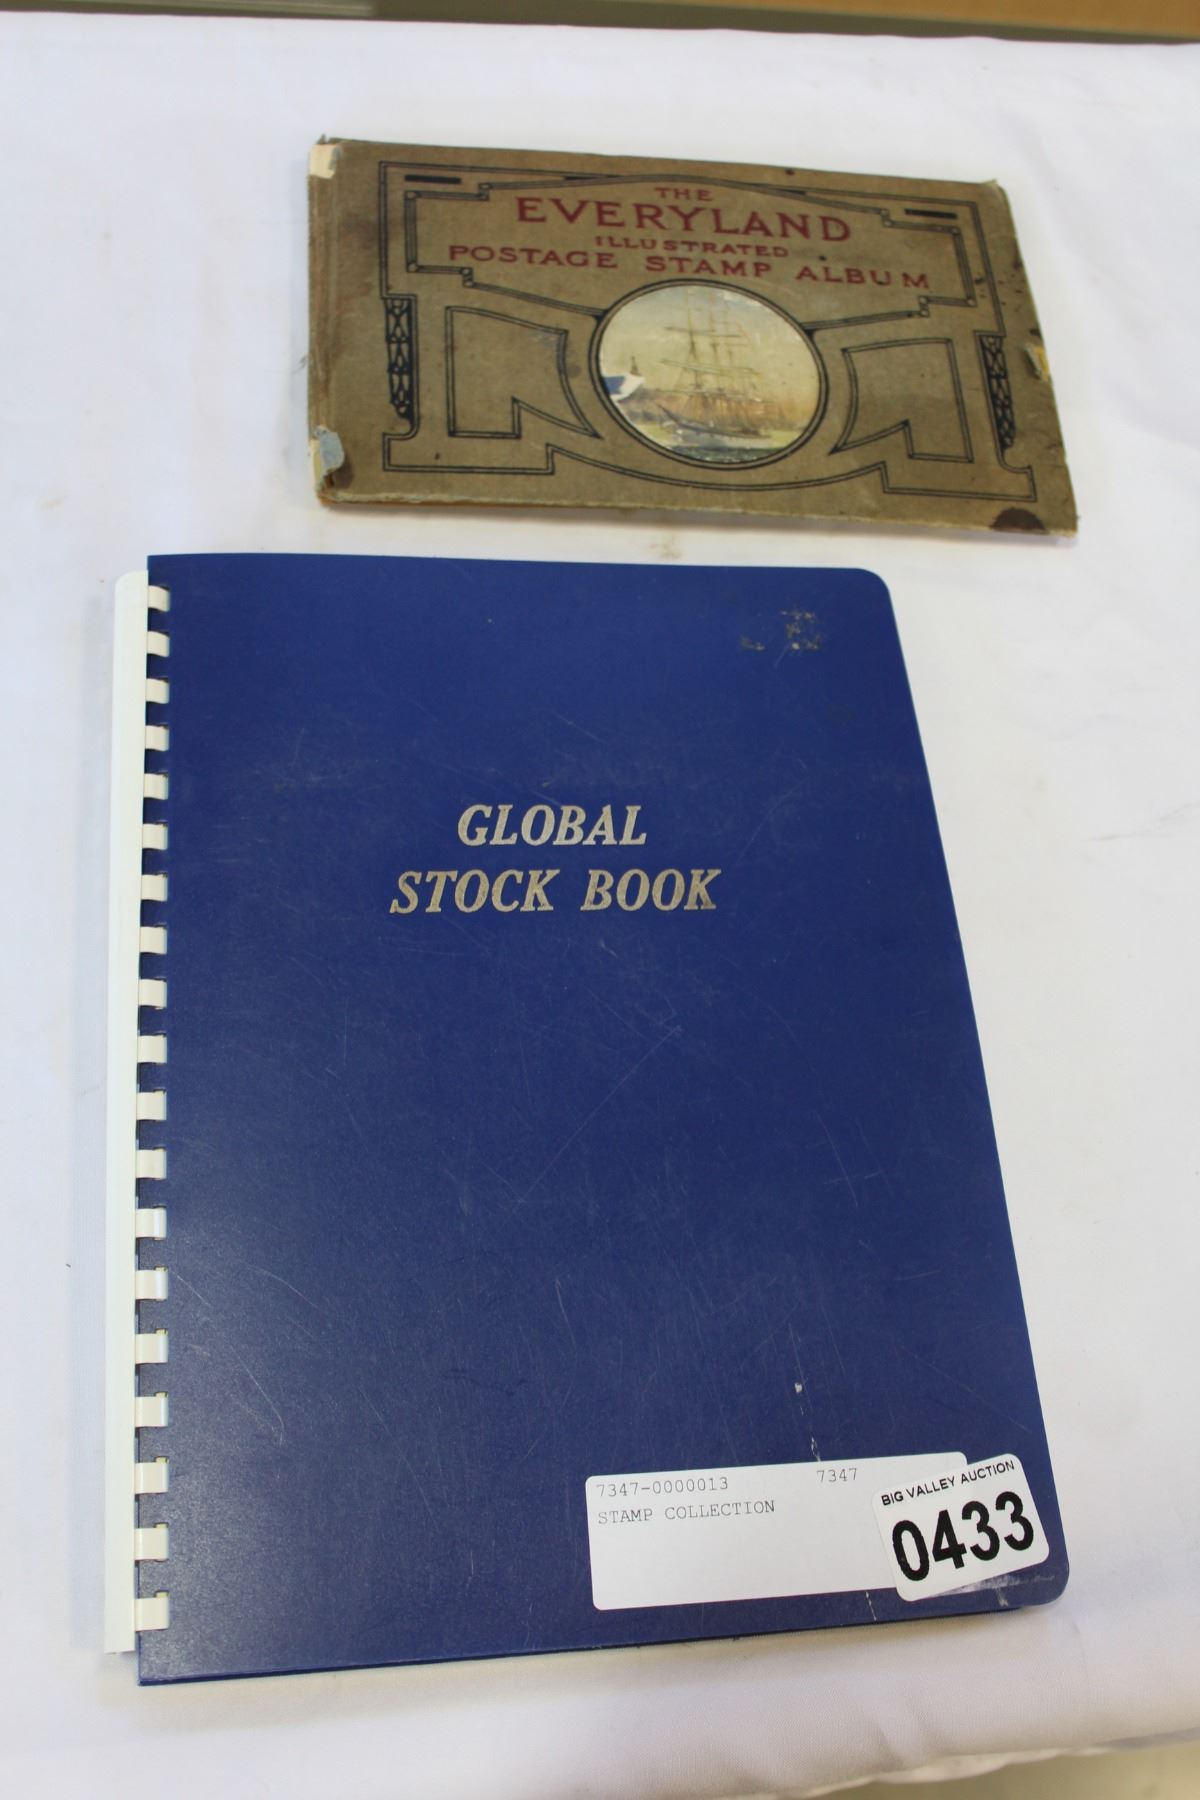 THE
EVERYLAND
ILLUSTRATED
POSTAGE STAMP ALBUM
GLOBAL
STOCK BOOK
7347-0000013 7347
STAMP COLLECTION
BIG VALLEY AUCTION
0433